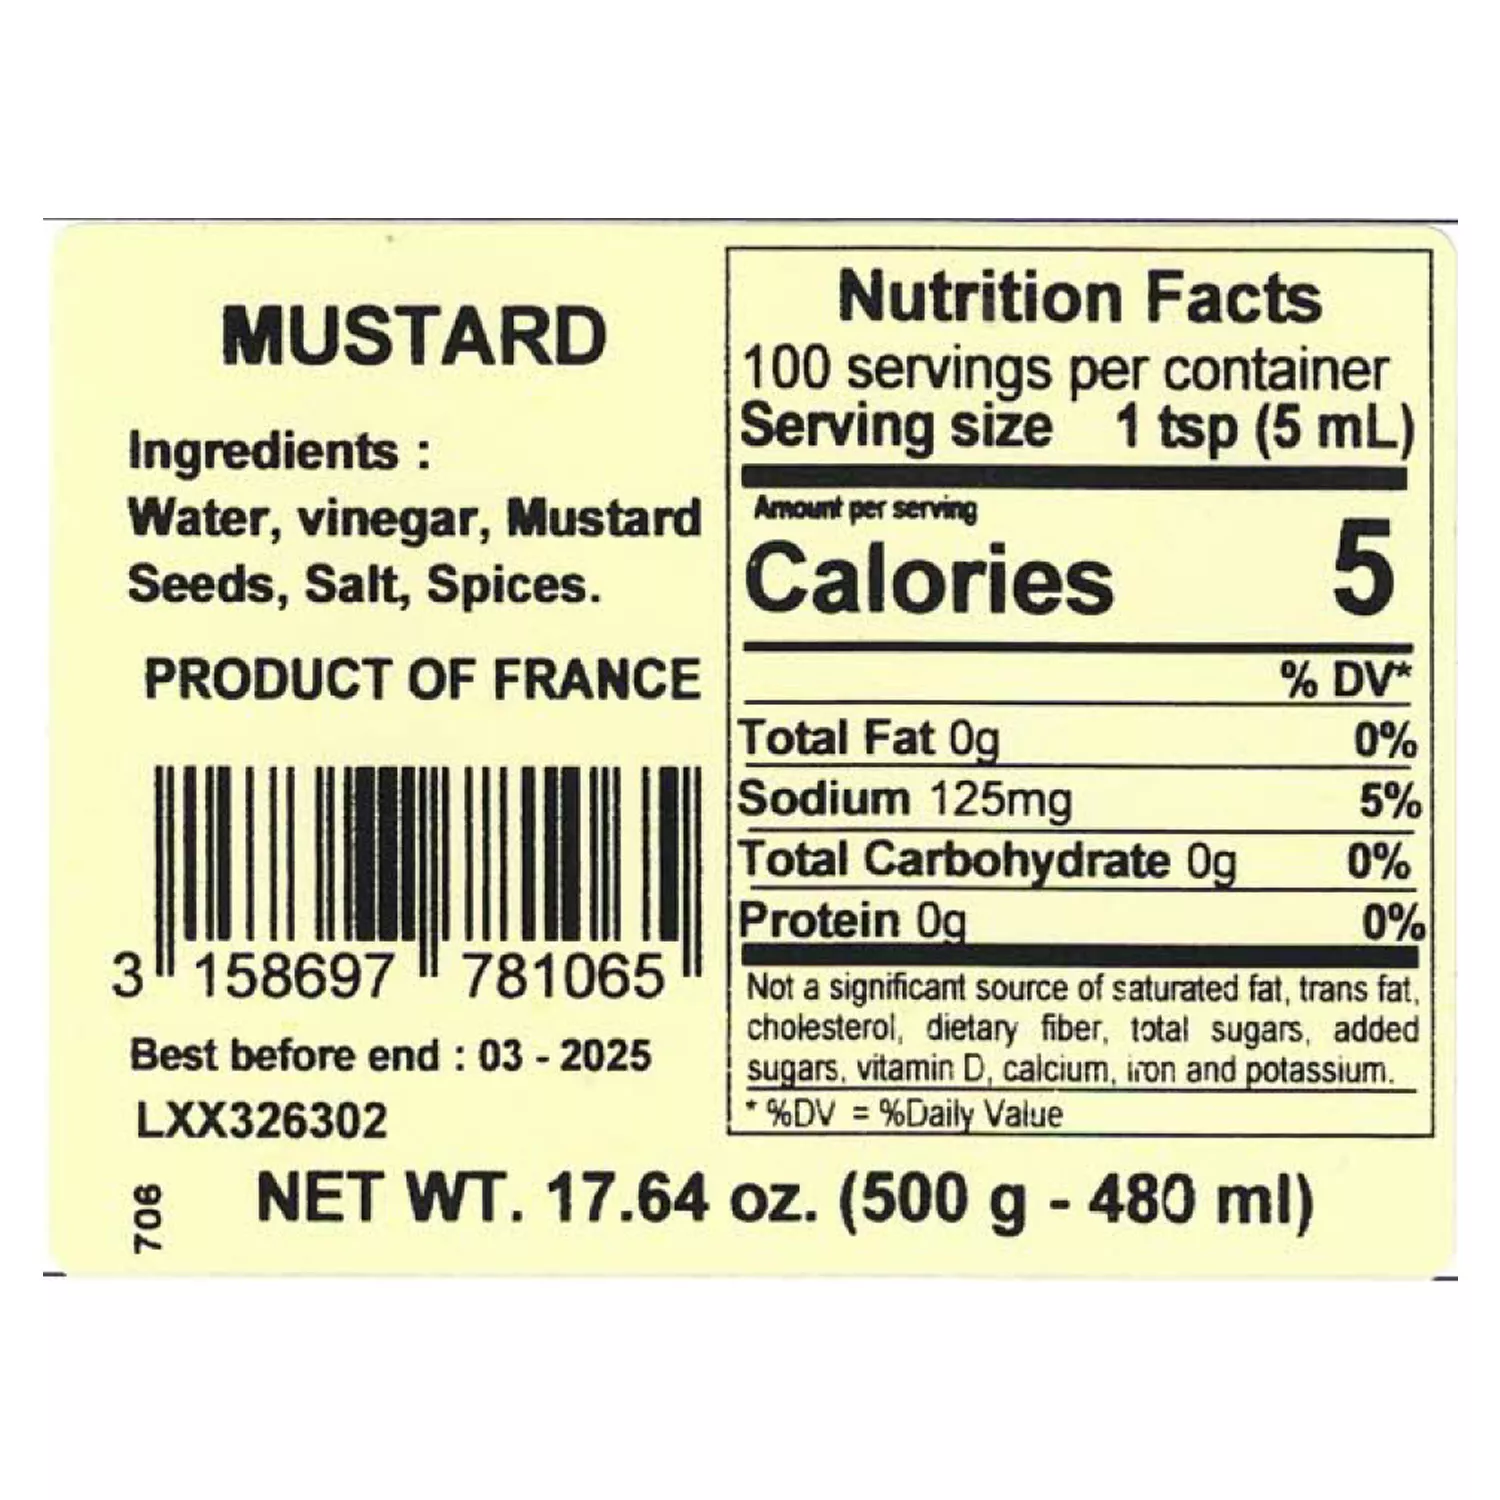 MUSTARD
Ingredients :
Water, vinegar, Mustard
Seeds, Salt, Spices.
PRODUCT OF FRANCE
3 158697 781065
Best before end : 03 - 2025
LXX326302
706
Nutrition Facts
100 servings per container
Serving size 1 tsp (5 mL)
Amount per serving
Calories 5
% DV*
Total Fat 0g 0%
Sodium 125mg 5%
Total Carbohydrate 0g 0%
Protein 0g 0%
Not a significant source of saturated fat, trans fat,
cholesterol, dietary fiber, total sugars, added
sugars, vitamin D, calcium, iron and potassium.
* %DV = %Daily Value
NET WT. 17.64 oz. (500 g - 480 ml)